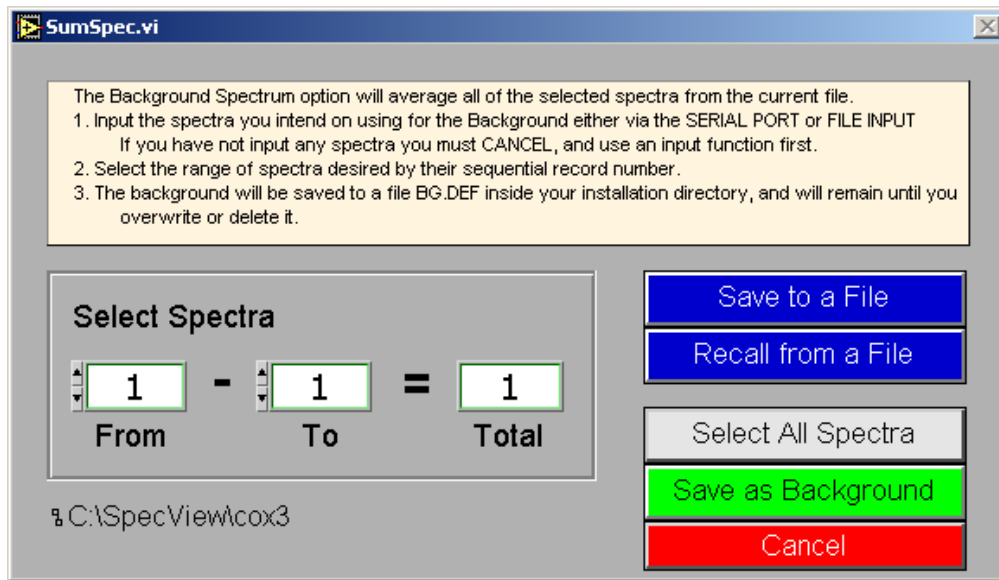 SumSpec.vi
The Background Spectrum option will average all of the selected spectra from the current file.
1. Input the spectra you intend on using for the Background either via the SERIAL PORT or FILE INPUT
If you have not input any spectra you must CANCEL, and use an input function first.
2. Select the range of spectra desired by their sequential record number.
3. The background will be saved to a file BG.DEF inside your installation directory, and will remain until you
overwrite or delete it.
Select Spectra
1 - 1 = 1
From To Total
C:\SpecView\cox3
Save to a File
Recall from a File
Select All Spectra
Save as Background
Cancel